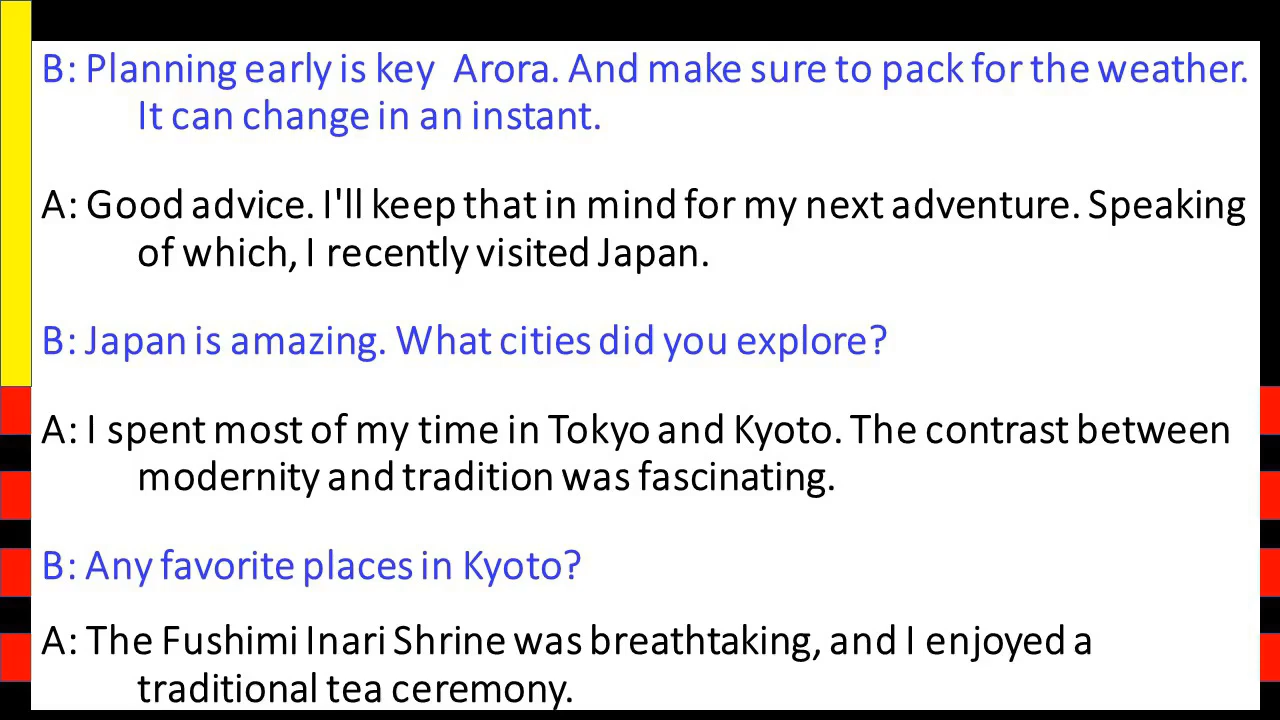 B: Planning early is key  Arora. And make sure to pack for the weather.
It can change in an instant.
A: Good advice. I'll keep that in mind for my next adventure. Speaking
of which, I recently visited Japan.
B: Japan is amazing. What cities did you explore?
A: I spent most of my time in Tokyo and Kyoto. The contrast between
modernity and tradition was fascinating.
B: Any favorite places in Kyoto?
A: The Fushimi Inari Shrine was breathtaking, and I enjoyed a
traditional tea ceremony.